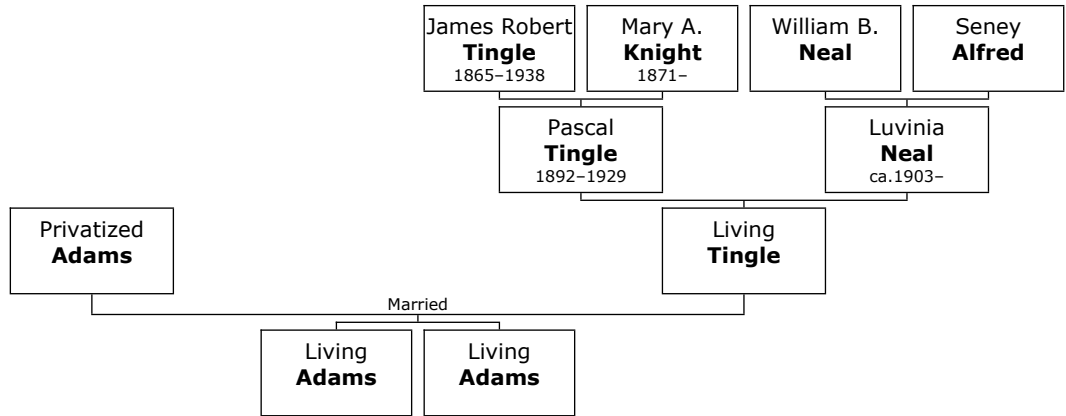 James Robert
Tingle
1865–1938
Mary A.
Knight
1871–
William B.
Neal
Seney
Alfred
Pascal
Tingle
1892–1929
Luvinia
Neal
ca.1903–
Privatized
Adams
Living
Tingle
Married
Living
Adams
Living
Adams